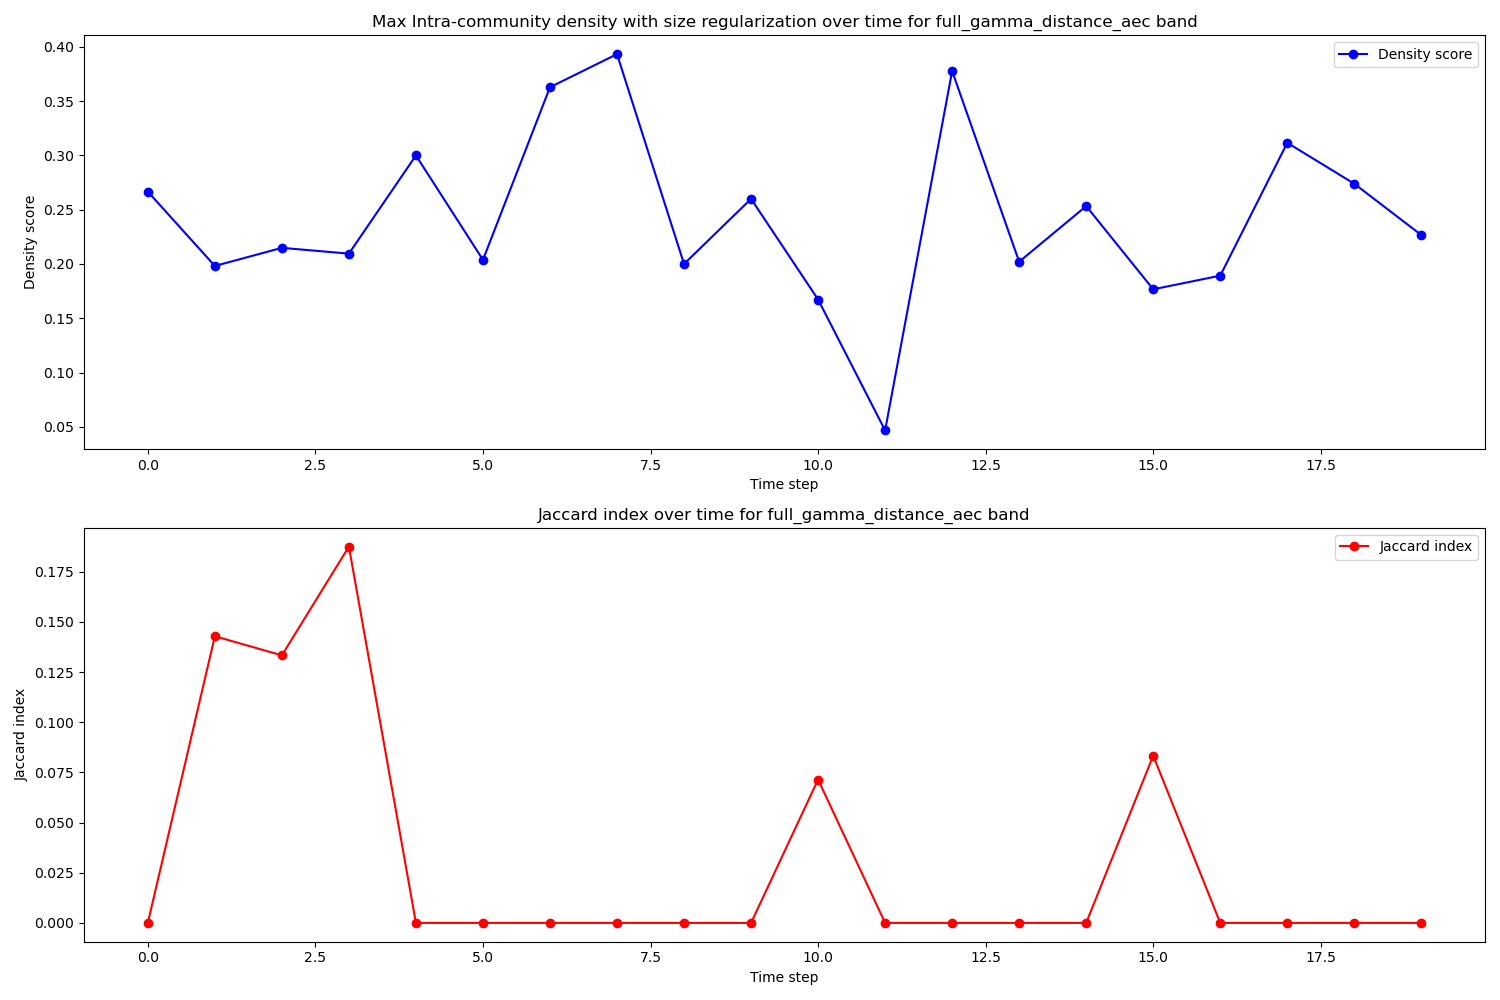 Max Intra-community density with size regularization over time for full_gamma_distance_aec band
Density score
0.40
0.35
0.30
0.25
0.20
0.15
0.10
0.05
Density score
0.0 2.5 5.0 7.5 10.0 12.5 15.0 17.5
Time step
Jaccard index over time for full_gamma_distance_aec band
Jaccard index
0.175
0.150
0.125
0.100
0.075
0.050
0.025
0.000
Jaccard index
0.0 2.5 5.0 7.5 10.0 12.5 15.0 17.5
Time step